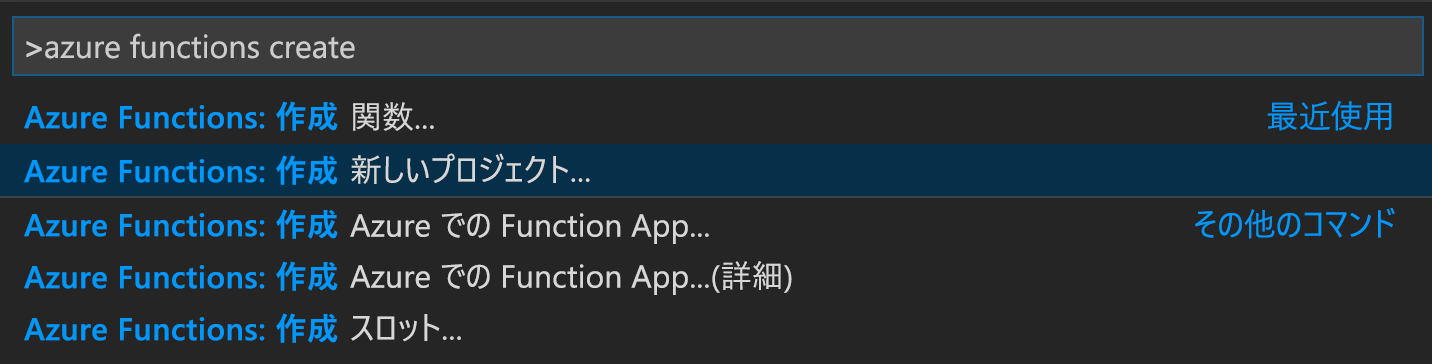 >azure functions create
Azure Functions: 作成 関数... 最近使用
Azure Functions: 作成 新しいプロジェクト...
Azure Functions: 作成 Azure での Function App... その他のコマンド
Azure Functions: 作成 Azure での Function App...(詳細)
Azure Functions: 作成 スロット...